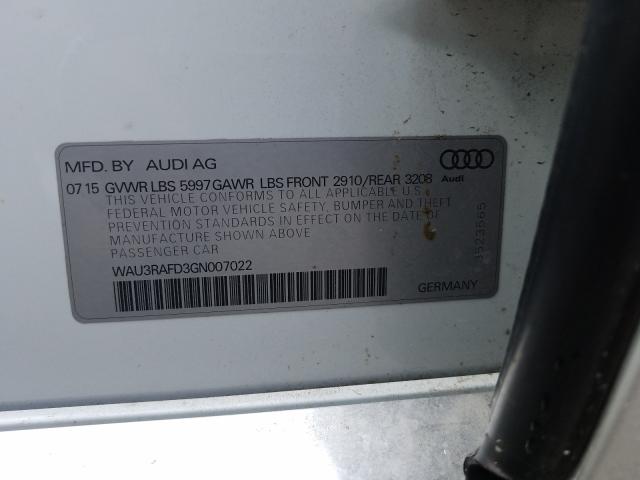 MFD. BY AUDI AG
Audi
07 15 GVWR LBS 5997 GAWR LBS FRONT 2910/REAR 3208
THIS VEHICLE CONFORMS TO ALL APPLICABLE U.S.
FEDERAL MOTOR VEHICLE SAFETY, BUMPER AND THEFT
PREVENTION STANDARDS IN EFFECT ON THE DATE OF
MANUFACTURE SHOWN ABOVE
PASSENGER CAR
WAU3RAFD3GN007022
GERMANY
3523565